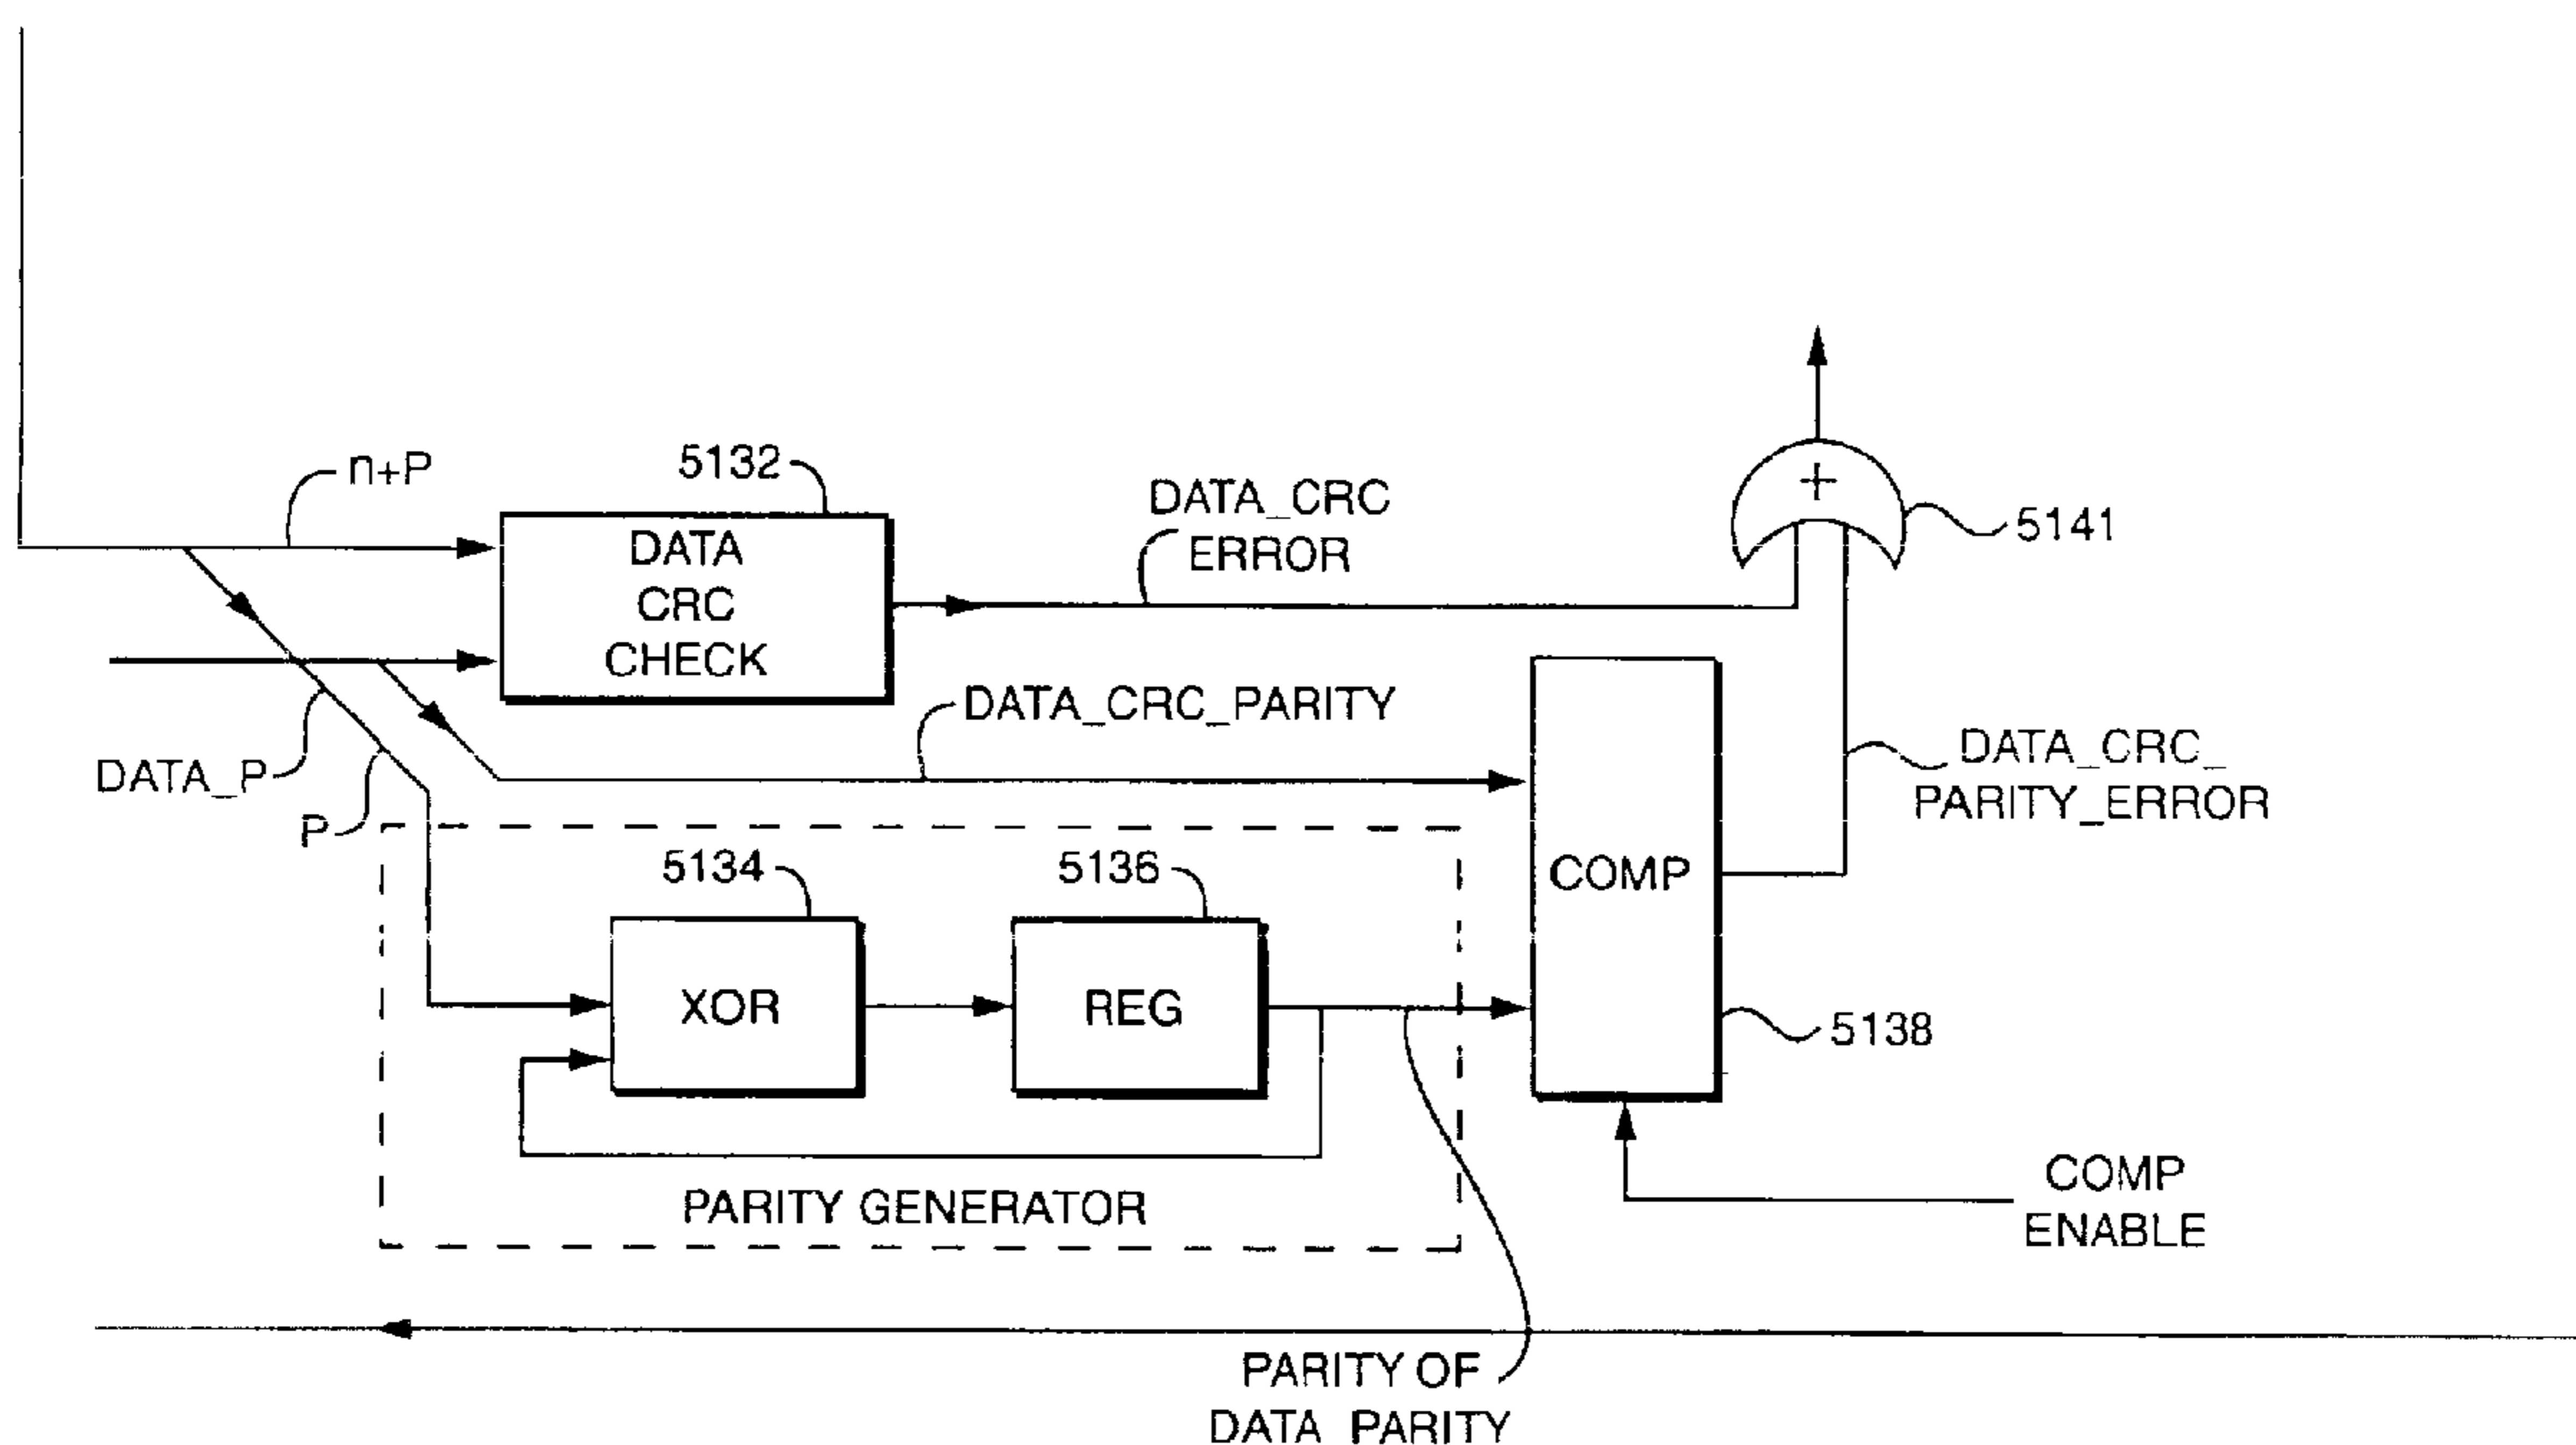 n+P
5132
DATA_CRC
ERROR
+
5141
DATA
CRC
CHECK
DATA_CRC_PARITY
DATA_P
P
DATA_CRC_
PARITY_ERROR
5134
5136
COMP
XOR
REG
5138
PARITY GENERATOR
COMP
ENABLE
PARITY OF
DATA PARITY